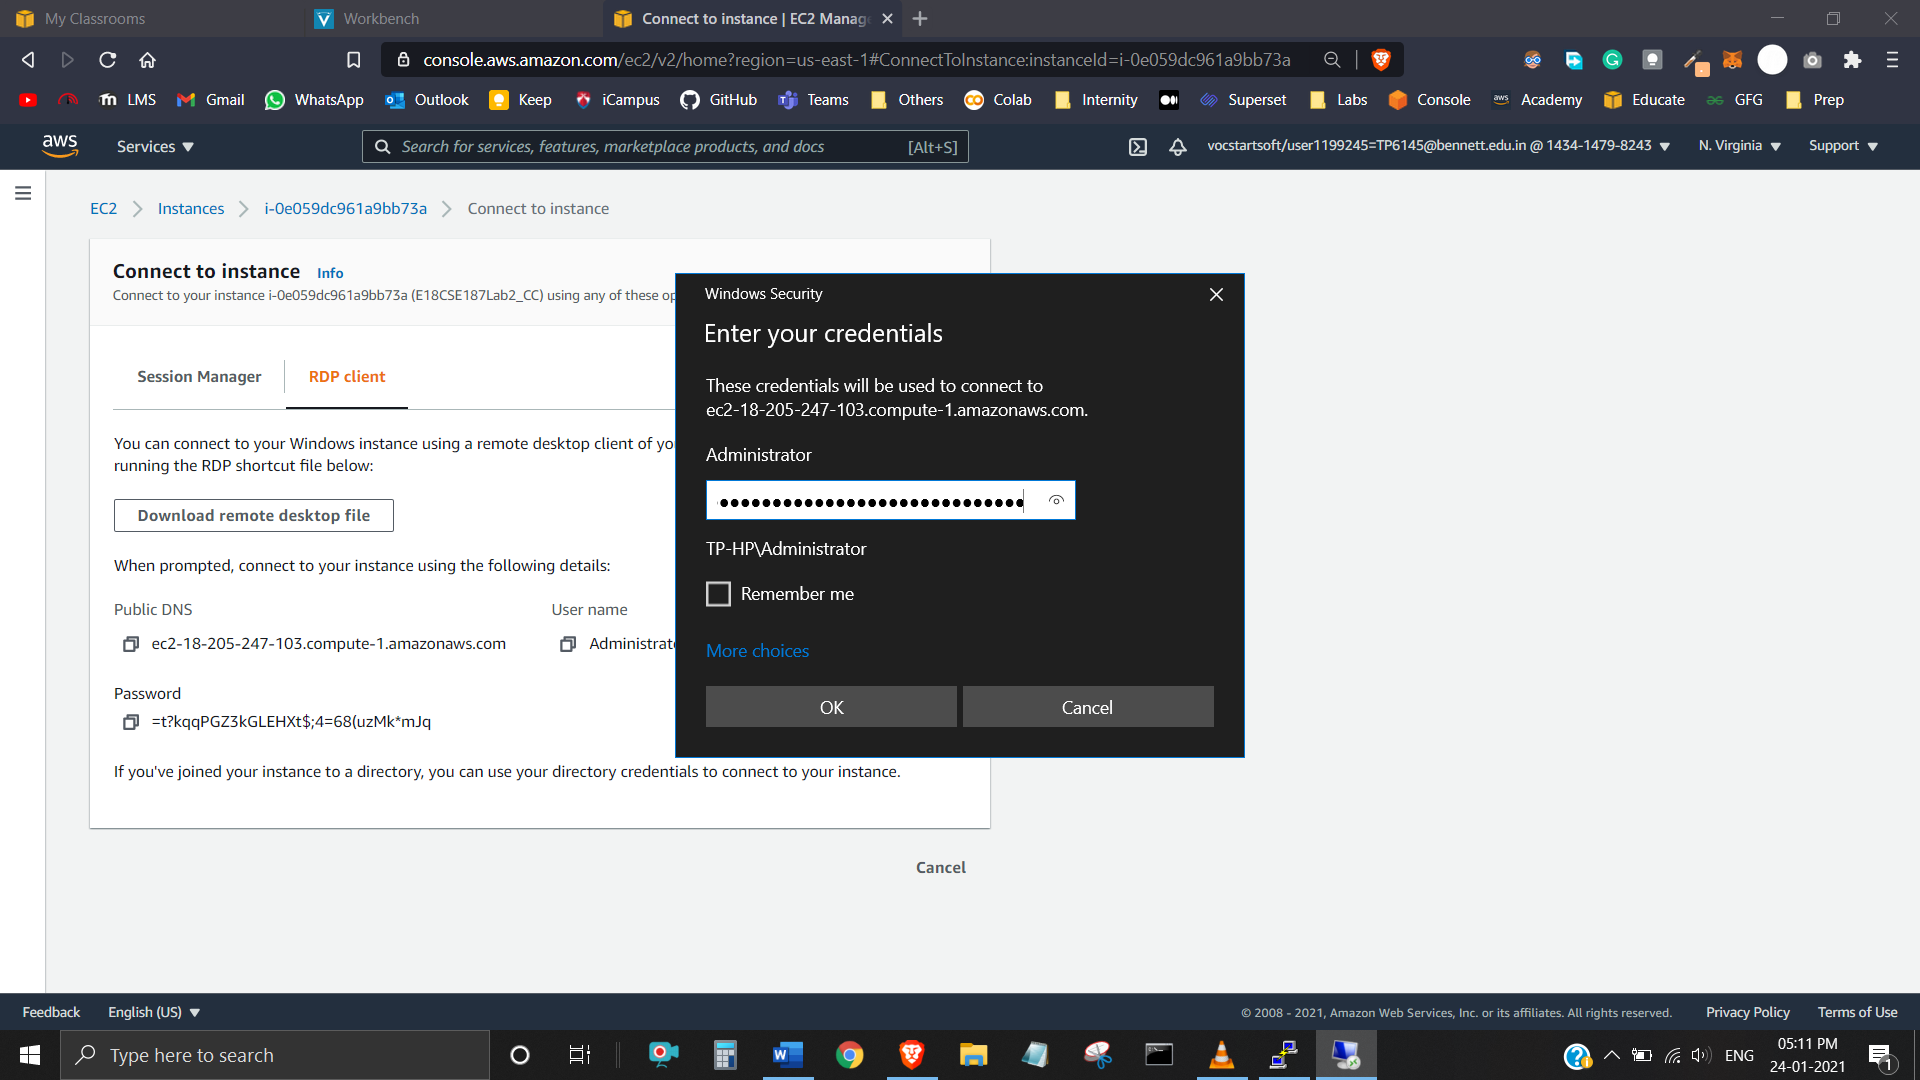 My Classrooms
Workbench
Connect to instance | EC2 Manag
console.aws.amazon.com/ec2/v2/home?region=us-east-1#ConnectToInstance:instanceId=i-0e059dc961a9bb73a
LMS
Gmail
WhatsApp
Outlook
Keep
iCampus
GitHub
Teams
Others
Colab
Internity
Superset
Labs
Console
Academy
Educate
GFG
Prep
aws
Services
Search for services, features, marketplace products, and docs
[Alt+S]
vocstartsoft/user1199245=TP6145@bennett.edu.in @ 1434-1479-8243
N. Virginia
Support
EC2
Instances
i-0e059dc961a9bb73a
Connect to instance
Connect to instance Info
Connect to your instance i-0e059dc961a9bb73a (E18CSE187Lab2_CC) using any of these op
Session Manager
RDP client
You can connect to your Windows instance using a remote desktop client of yo
running the RDP shortcut file below:
Download remote desktop file
When prompted, connect to your instance using the following details:
Public DNS
User name
ec2-18-205-247-103.compute-1.amazonaws.com
Administrat
Password
=t?kqqPGZ3kGLEHXt$;4=68(uzMk*mJq
If you've joined your instance to a directory, you can use your directory credentials to connect to your instance.
Cancel
Windows Security
Enter your credentials
These credentials will be used to connect to
ec2-18-205-247-103.compute-1.amazonaws.com.
Administrator
TP-HP\Administrator
Remember me
More choices
OK
Cancel
Feedback
English (US)
© 2008 - 2021, Amazon Web Services, Inc. or its affiliates. All rights reserved.
Privacy Policy
Terms of Use
Type here to search
ENG
05:11 PM
24-01-2021
1